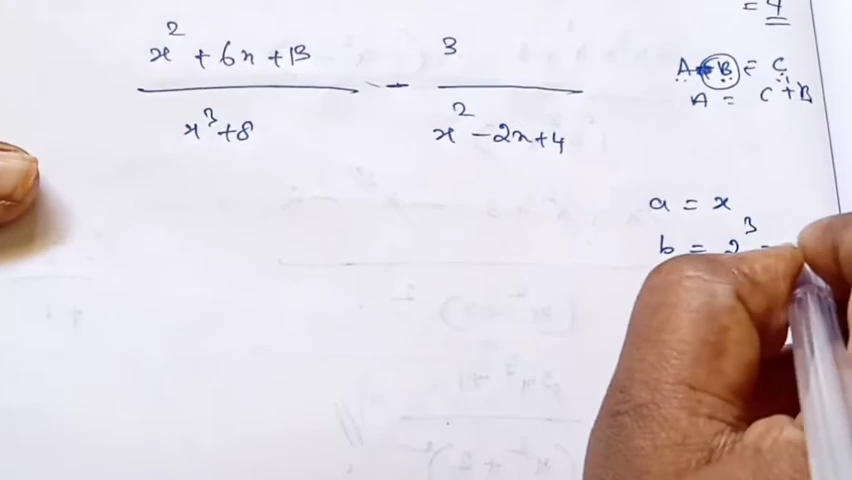 = 4
x² + 6x + 13 / x³ + 8 - 3 / x² - 2x + 4
A + B = C
A = C + B
a = x
b = 2³ =